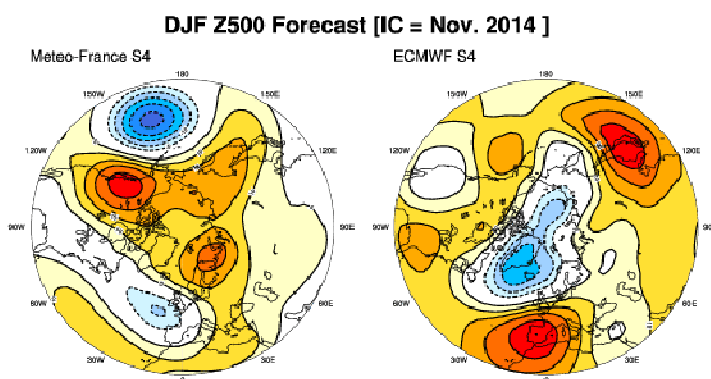 DJF Z500 Forecast [IC = Nov. 2014 ]
Meteo-France S4
ECMWF S4
180
150W
150E
120W
120E
90W
90E
60W
60E
30W
30E
180
150W
150E
120W
120E
90W
90E
60W
60E
30W
30E